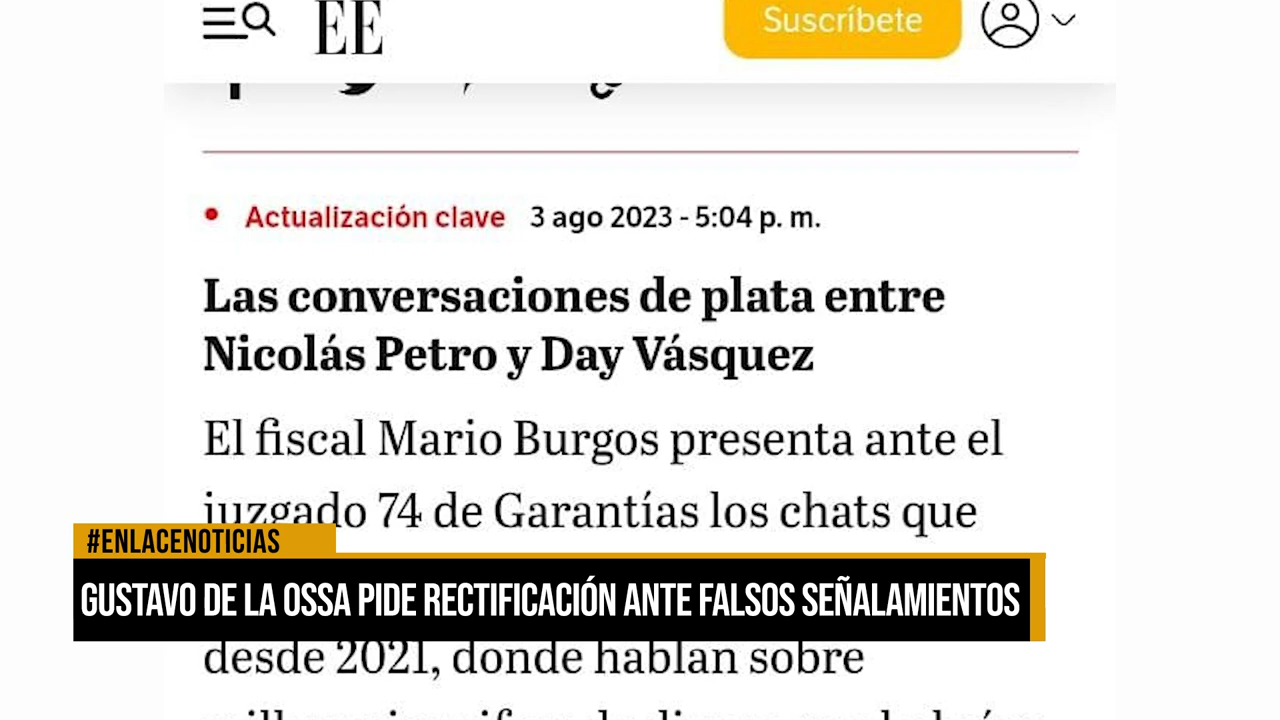 EE
Suscríbete
Actualización clave 3 ago 2023 - 5:04 p. m.
Las conversaciones de plata entre
Nicolás Petro y Day Vásquez
El fiscal Mario Burgos presenta ante el
juzgado 74 de Garantías los chats que
#ENLACENOTICIAS
GUSTAVO DE LA OSSA PIDE RECTIFICACIÓN ANTE FALSOS SEÑALAMIENTOS
desde 2021, donde hablan sobre